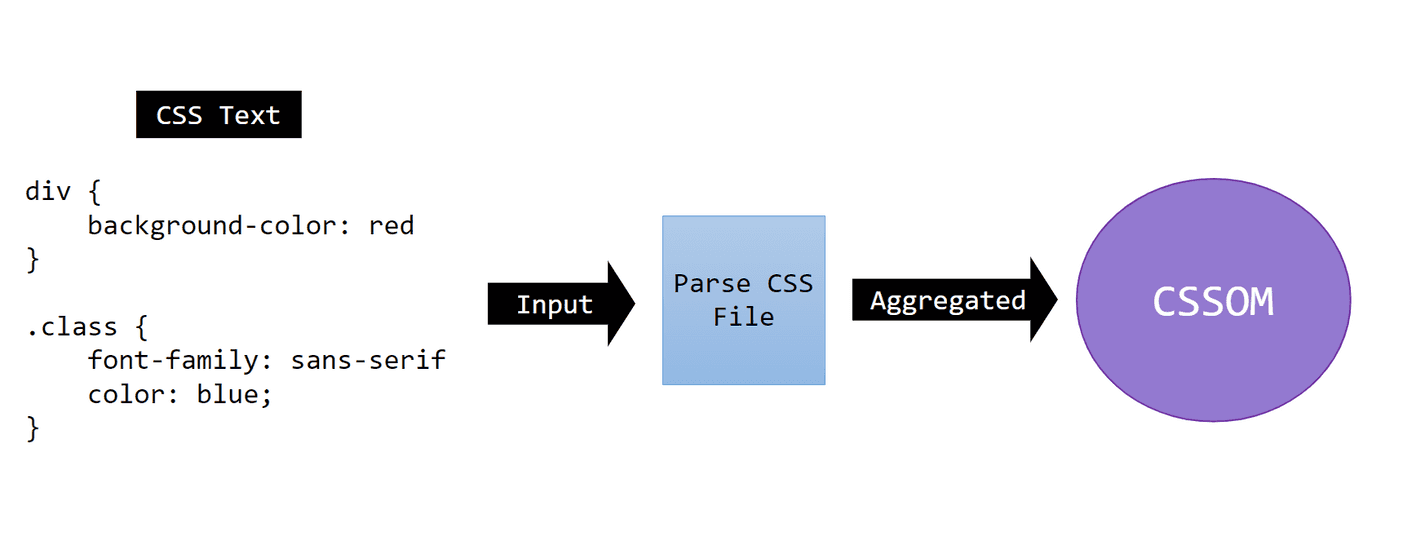 CSS Text
div {
    background-color: red
}
.class {
    font-family: sans-serif
    color: blue;
}
Input
Parse CSS
File
Aggregated
CSSOM